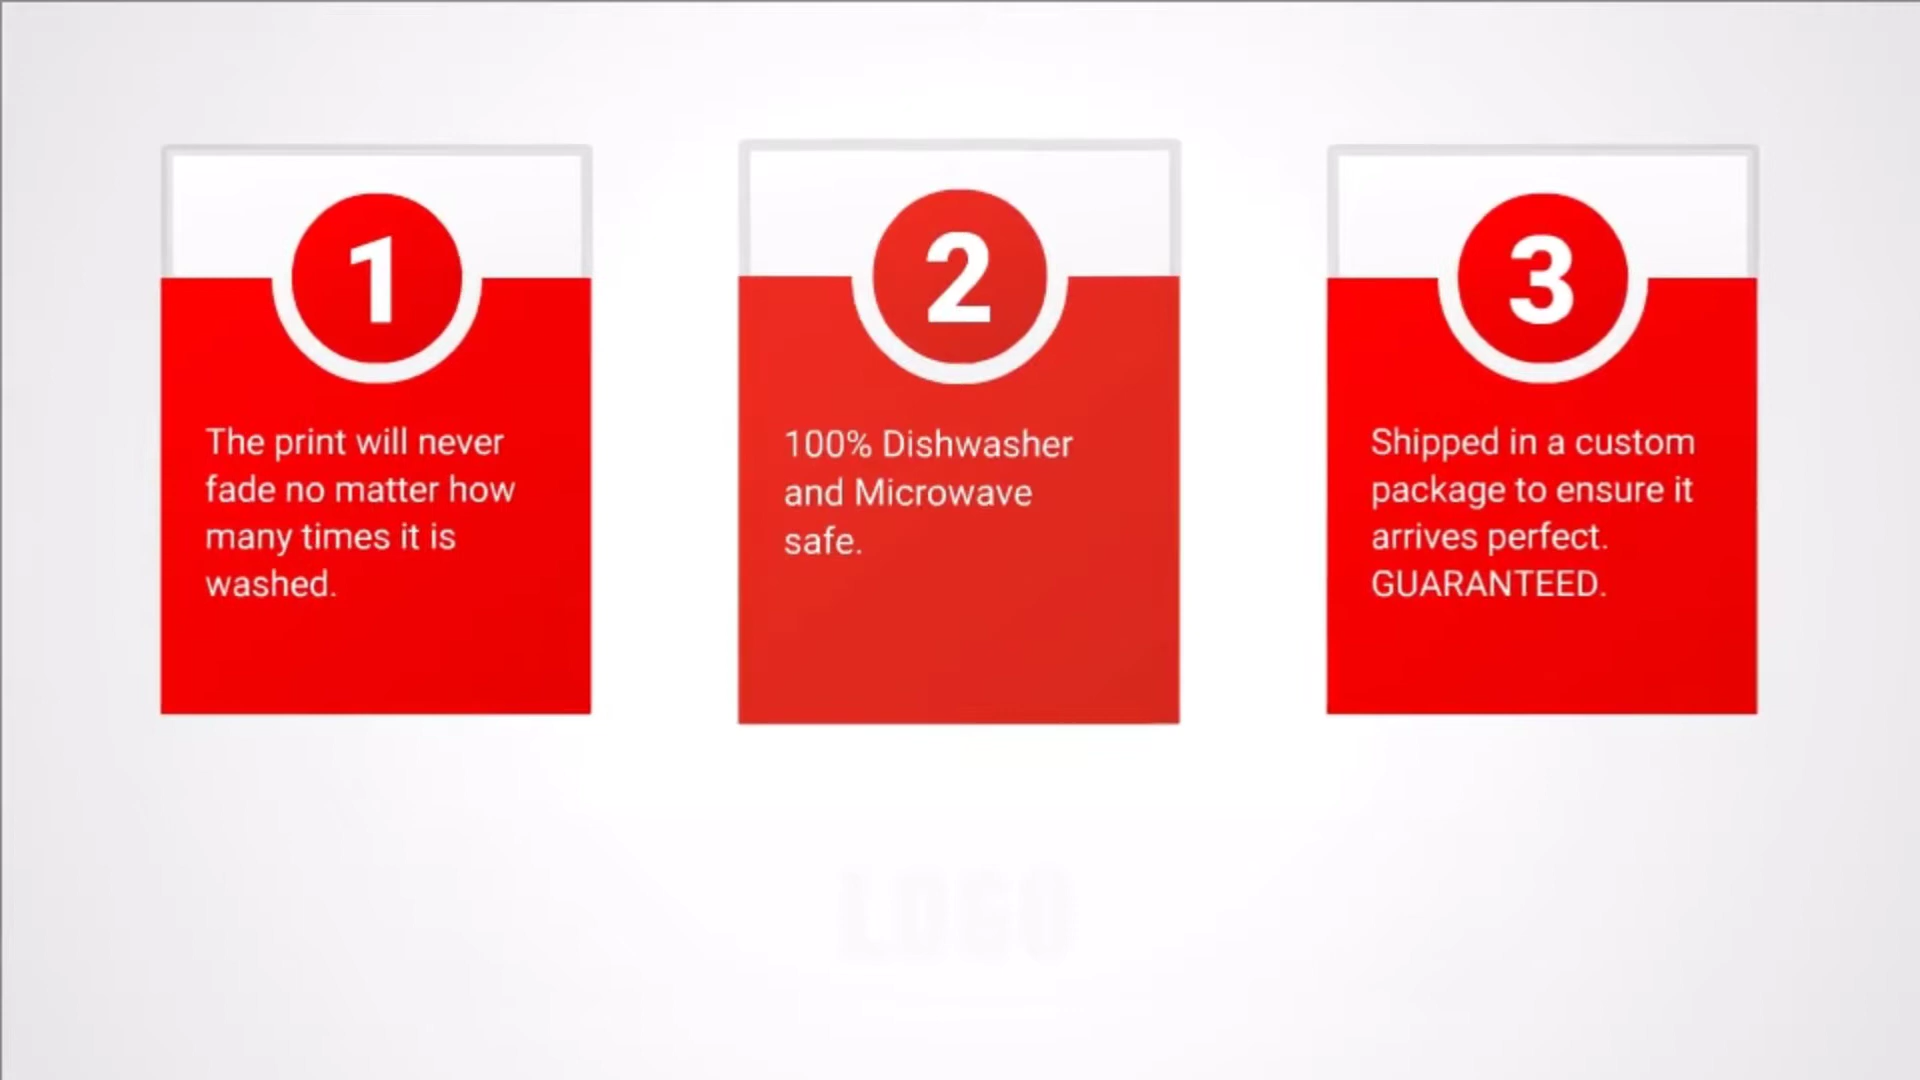 1
The print will never
fade no matter how
many times it is
washed.
2
100% Dishwasher
and Microwave
safe.
3
Shipped in a custom
package to ensure it
arrives perfect.
GUARANTEED.
LOGO